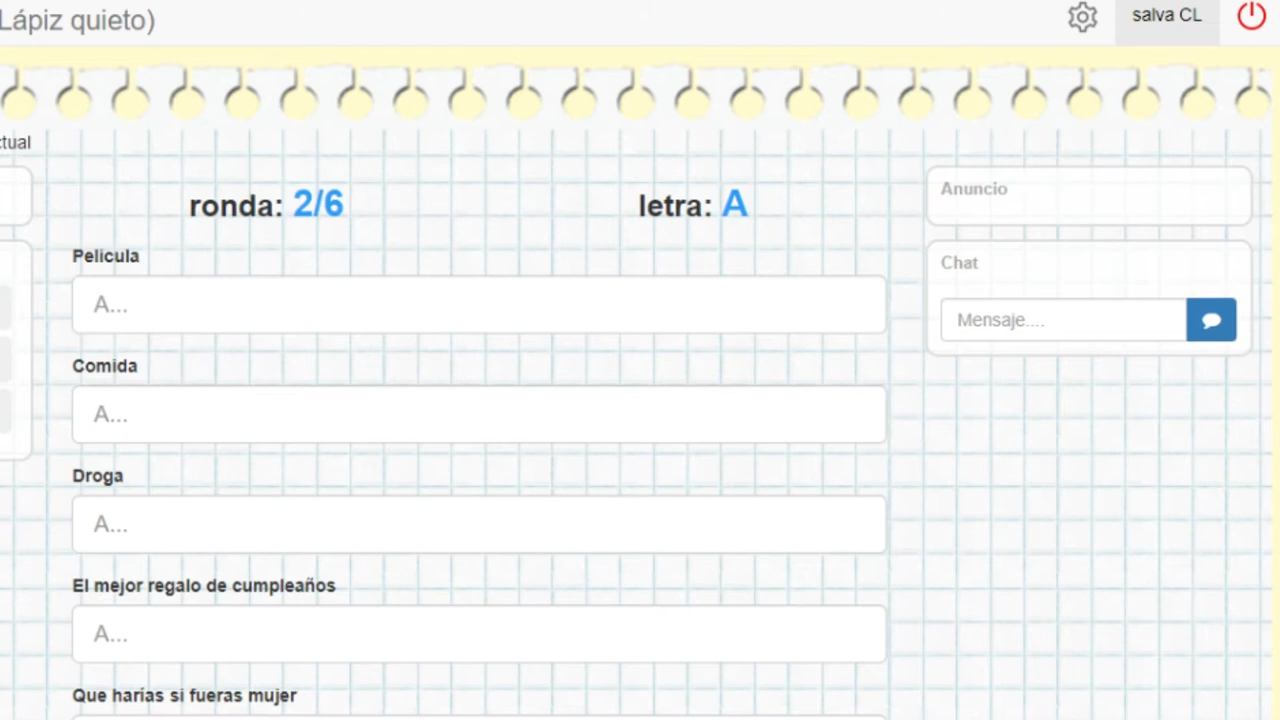 Lápiz quieto)
salva CL
ctual
ronda: 2/6
letra: A
Pelicula
A...
Comida
A...
Droga
A...
El mejor regalo de cumpleaños
A...
Que harías si fueras mujer
Anuncio
Chat
Mensaje....